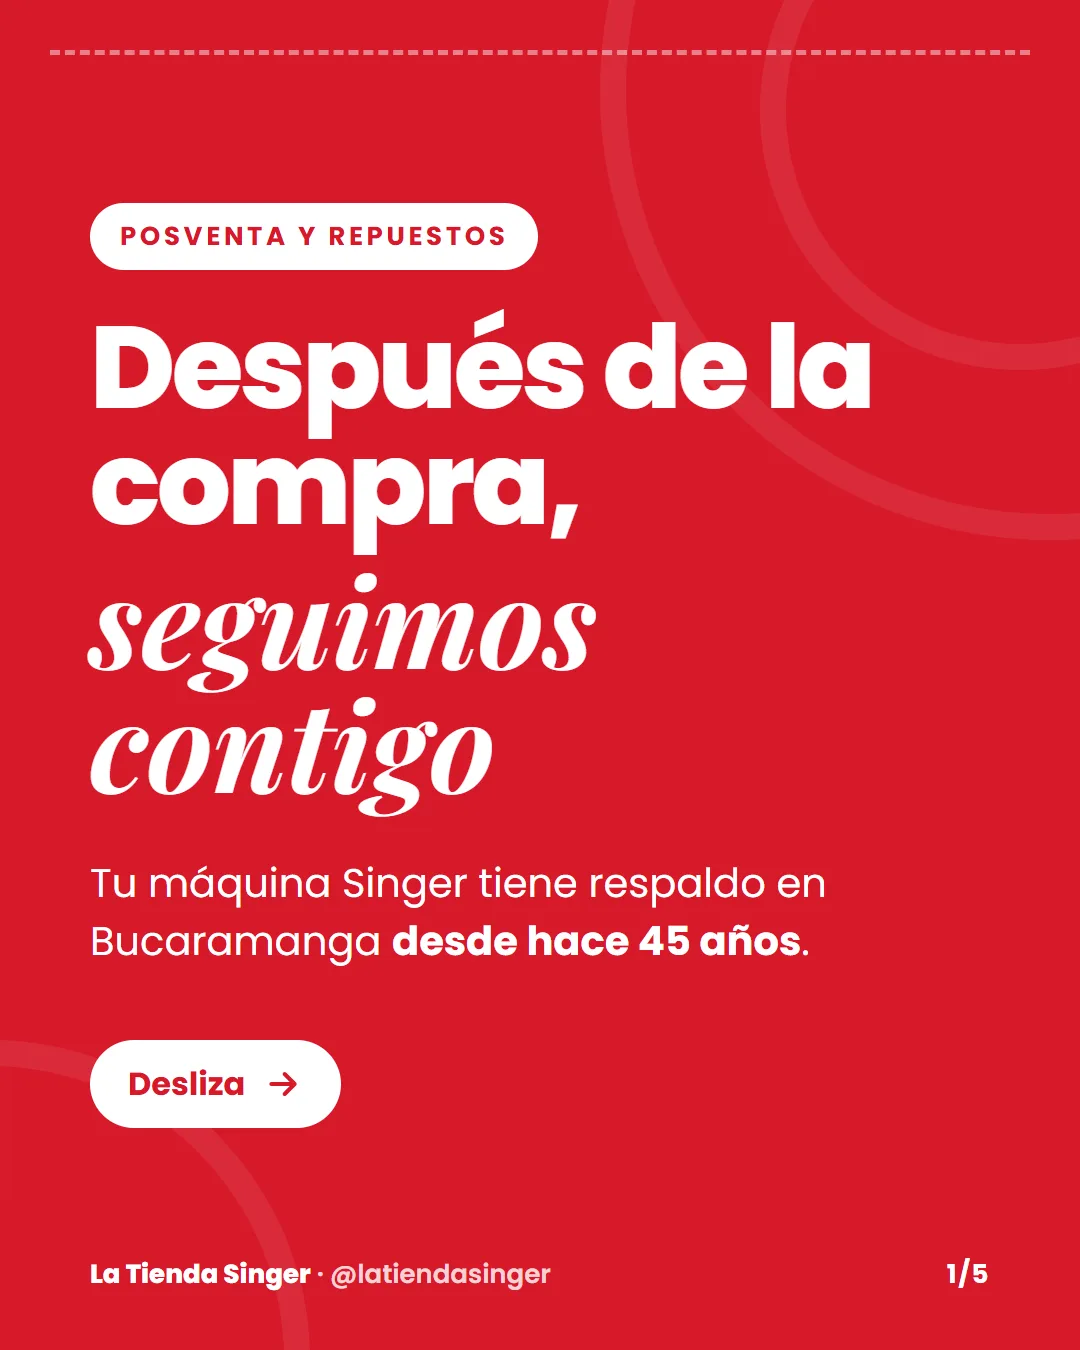 POSVENTA Y REPUESTOS
Después de la
compra,
seguimos
contigo
Tu máquina Singer tiene respaldo en
Bucaramanga desde hace 45 años.
Desliza →
La Tienda Singer · @latiendasinger
1/5